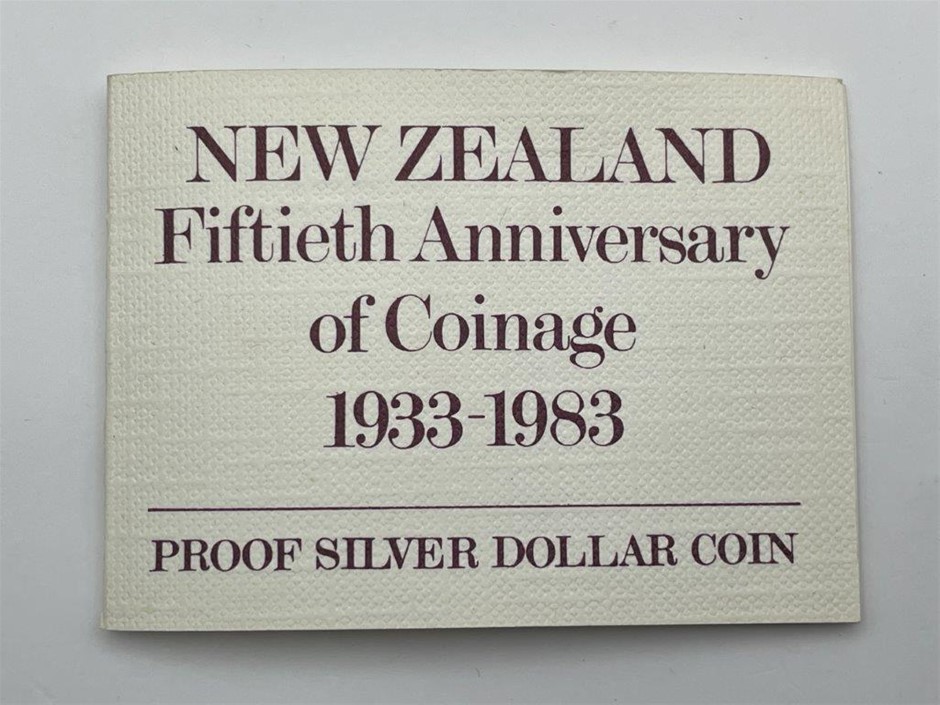 NEW ZEALAND
Fiftieth Anniversary
of Coinage
1933-1983
PROOF SILVER DOLLAR COIN